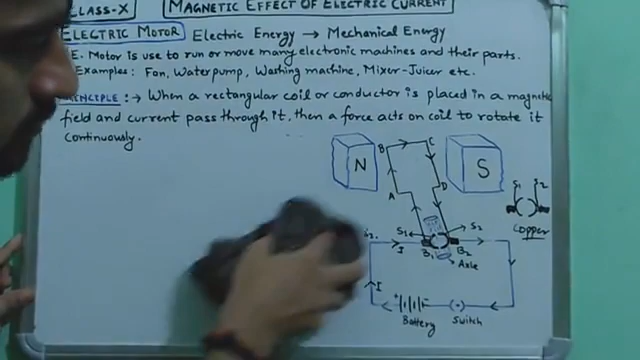 CLASS-X MAGNETIC EFFECT OF ELECTRIC CURRENT
ELECTRIC MOTOR Electric Energy → Mechanical Energy
E. Motor is use to run or move many electronic machines and their parts.
Examples: Fan, Water pump, Washing machine, Mixer-Juicer etc.
PRINCIPLE :→ When a rectangular coil or conductor is placed in a magnetic
field and current pass through it, then a force acts on coil to rotate it
continuously.
B C
N S
A D
S1 S2
Copper
S1 S2
I B1 B2
Axle
I
+ -
Battery Switch